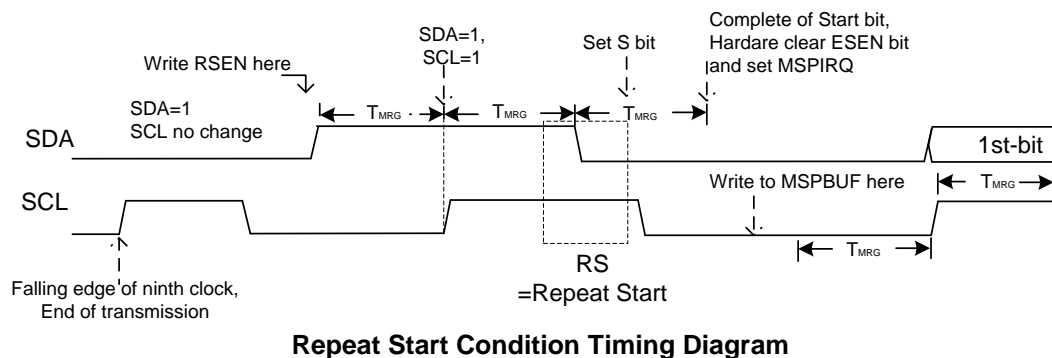 Complete of Start bit,
Hardare clear ESEN bit
and set MSPIRQ
SDA=1,
SCL=1
Set S bit
Write RSEN here
SDA=1
SCL no change
TMRG
TMRG
TMRG
SDA
1st-bit
Write to MSPBUF here
TMRG
SCL
TMRG
RS
=Repeat Start
Falling edge of ninth clock,
End of transmission
Repeat Start Condition Timing Diagram